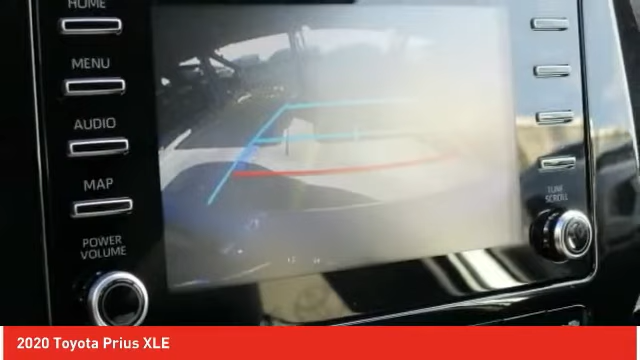 HOME
MENU
AUDIO
MAP
POWER
VOLUME
TUNE
SCROLL
2020 Toyota Prius XLE